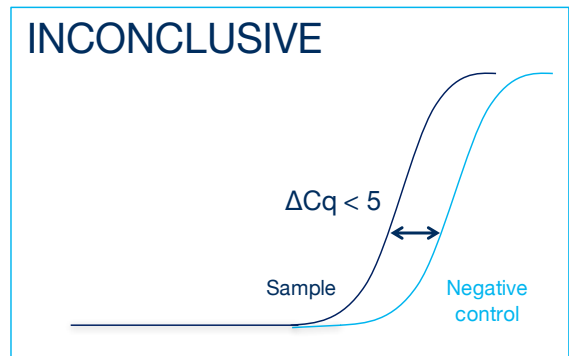 INCONCLUSIVE
ΔCq < 5
Sample
Negative
control